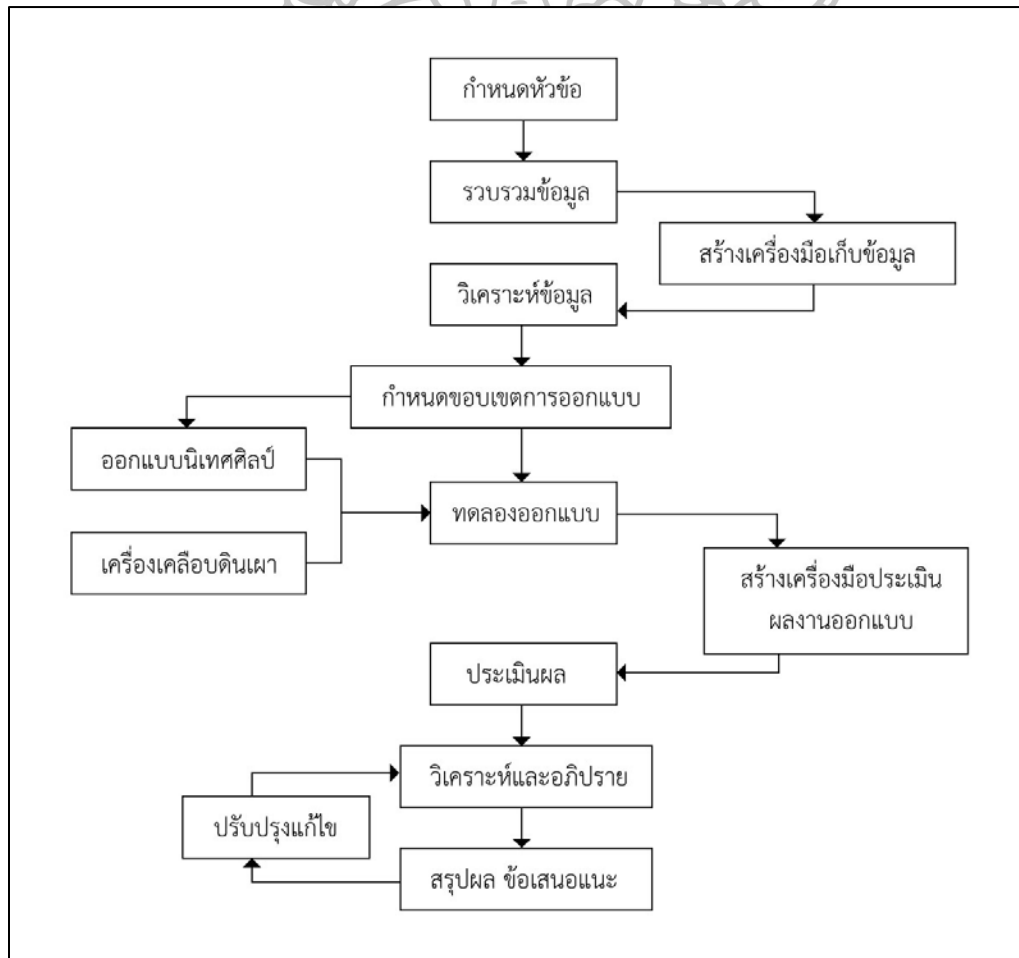 กำหนดหัวข้อ
รวบรวมข้อมูล
สร้างเครื่องมือเก็บข้อมูล
วิเคราะห์ข้อมูล
กำหนดขอบเขตการออกแบบ
ออกแบบนิเทศศิลป์
ทดลองออกแบบ
เครื่องเคลือบดินเผา
สร้างเครื่องมือประเมิน
ผลงานออกแบบ
ประเมินผล
วิเคราะห์และอภิปราย
ปรับปรุงแก้ไข
สรุปผล ข้อเสนอแนะ